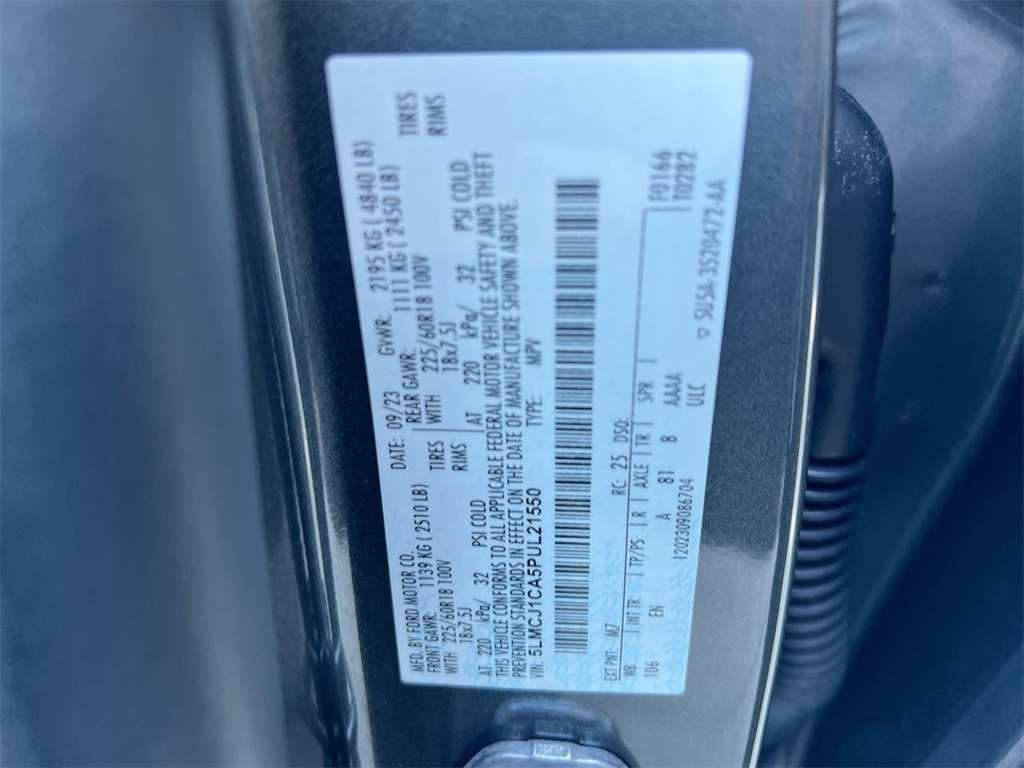 MFD. BY FORD MOTOR CO. DATE: 09/23 GVWR: 2195 KG ( 4840 LB)
FRONT GAWR: 1139 KG ( 2510 LB) REAR GAWR: 1111 KG ( 2450 LB)
WITH 225/60R18 100V TIRES WITH 225/60R18 100V TIRES
18x7.5J RIMS 18x7.5J RIMS
AT 220 kPa/ 32 PSI COLD AT 220 kPa/ 32 PSI COLD
THIS VEHICLE CONFORMS TO ALL APPLICABLE FEDERAL MOTOR VEHICLE SAFETY AND THEFT
PREVENTION STANDARDS IN EFFECT ON THE DATE OF MANUFACTURE SHOWN ABOVE.
VIN: 5LMCJ1CA5PUL21550 TYPE: MPV
EXT PNT: M7 RC: 25 DSO: F0166
WB INT TR TP/PS R AXLE TR SPR T0282
106 EN A 81 8 AAAA
ULC
1202309086704 5U5A-3520472-AA